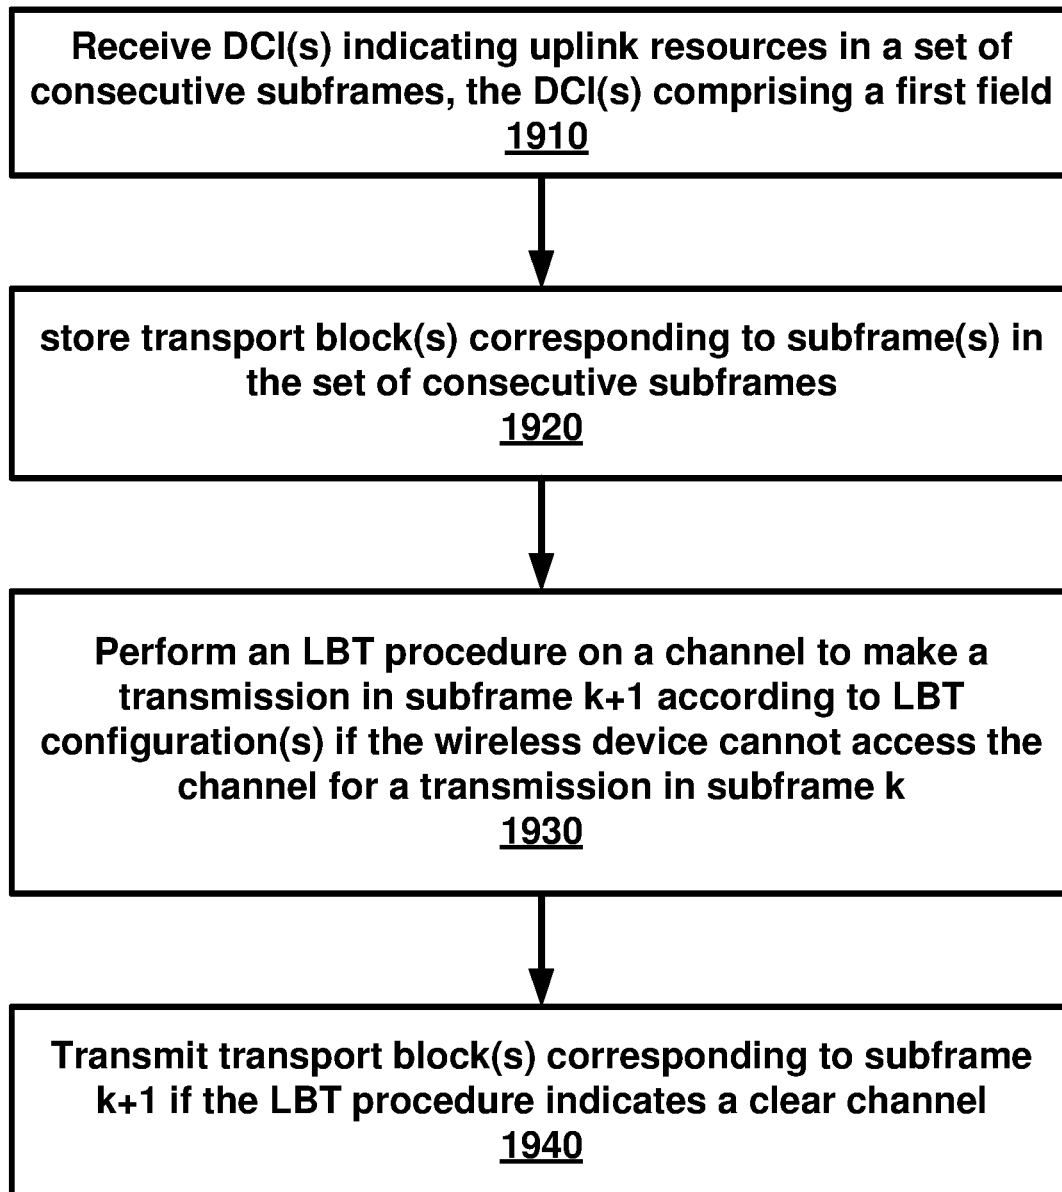 Receive DCI(s) indicating uplink resources in a set of
consecutive subframes, the DCI(s) comprising a first field
1910
store transport block(s) corresponding to subframe(s) in
the set of consecutive subframes
1920
Perform an LBT procedure on a channel to make a
transmission in subframe k+1 according to LBT
configuration(s) if the wireless device cannot access the
channel for a transmission in subframe k
1930
Transmit transport block(s) corresponding to subframe
k+1 if the LBT procedure indicates a clear channel
1940